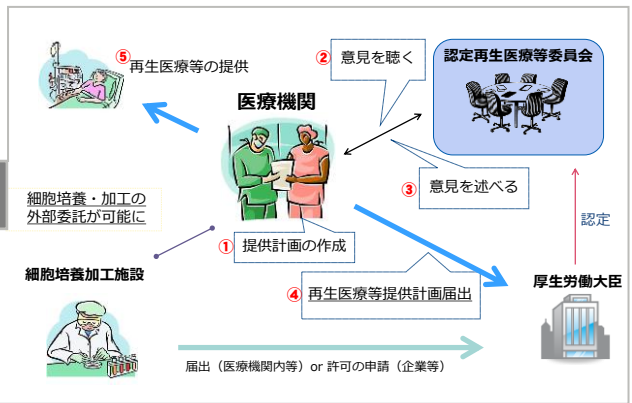 ⑤ 再生医療等の提供
② 意見を聴く
認定再生医療等委員会
医療機関
③ 意見を述べる
細胞培養・加工の
外部委託が可能に
認定
① 提供計画の作成
細胞培養加工施設
④ 再生医療等提供計画届出
厚生労働大臣
届出（医療機関内等）or 許可の申請（企業等）